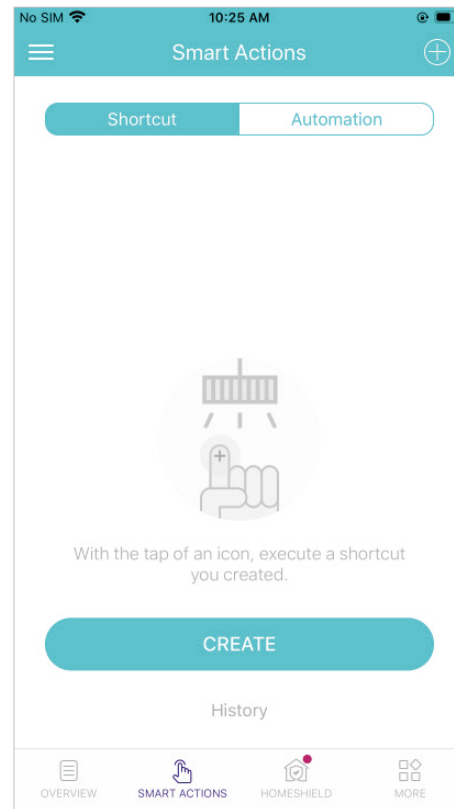 No SIM 10:25 AM
Smart Actions
Shortcut Automation
With the tap of an icon, execute a shortcut
you created.
CREATE
History
OVERVIEW SMART ACTIONS HOMESHIELD MORE